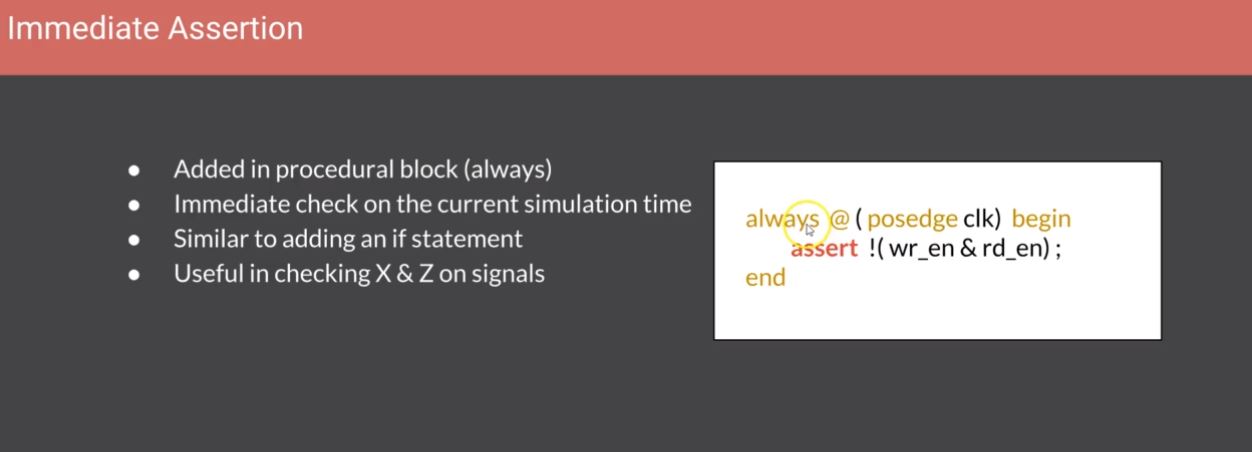 Immediate Assertion
● Added in procedural block (always)
● Immediate check on the current simulation time
● Similar to adding an if statement
● Useful in checking X & Z on signals
always @ ( posedge clk) begin
assert !( wr_en & rd_en) ;
end